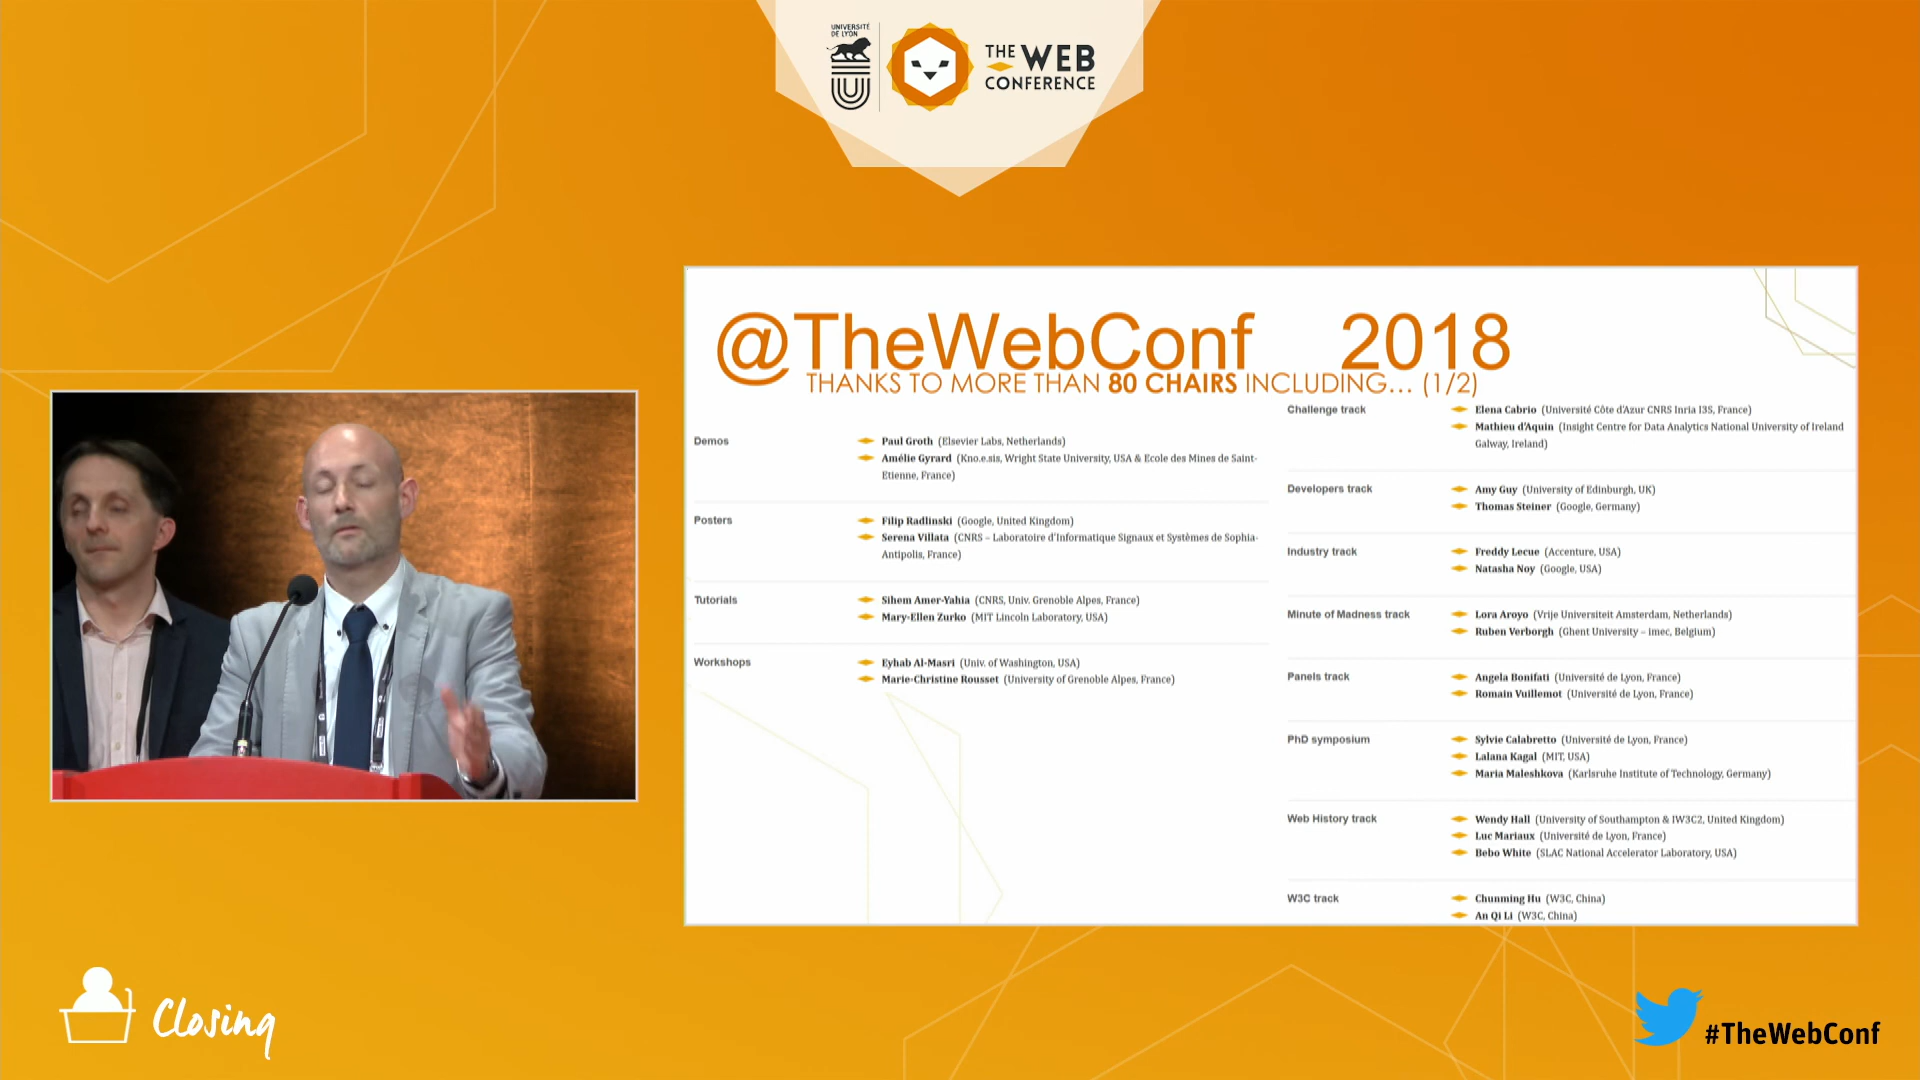 UNIVERSITÉ
DE LYON
THE WEB
CONFERENCE
@TheWebConf 2018
THANKS TO MORE THAN 80 CHAIRS INCLUDING... (1/2)
Demos
Paul Groth (Elsevier Labs, Netherlands)
Amélie Gyrard (Kno.e.sis, Wright State University, USA & Ecole des Mines de Saint-
Etienne, France)
Posters
Filip Radlinski (Google, United Kingdom)
Serena Villata (CNRS – Laboratoire d'Informatique Signaux et Systèmes de Sophia-
Antipolis, France)
Tutorials
Sihem Amer-Yahia (CNRS, Univ. Grenoble Alpes, France)
Mary-Ellen Zurko (MIT Lincoln Laboratory, USA)
Workshops
Eyhab Al-Masri (Univ. of Washington, USA)
Marie-Christine Rousset (University of Grenoble Alpes, France)
Challenge track
Elena Cabrio (Université Côte d'Azur CNRS Inria I3S, France)
Mathieu d'Aquin (Insight Centre for Data Analytics National University of Ireland
Galway, Ireland)
Developers track
Amy Guy (University of Edinburgh, UK)
Thomas Steiner (Google, Germany)
Industry track
Freddy Lecue (Accenture, USA)
Natasha Noy (Google, USA)
Minute of Madness track
Lora Aroyo (Vrije Universiteit Amsterdam, Netherlands)
Ruben Verborgh (Ghent University – imec, Belgium)
Panels track
Angela Bonifati (Université de Lyon, France)
Romain Vuillemot (Université de Lyon, France)
PhD symposium
Sylvie Calabretto (Université de Lyon, France)
Lalana Kagal (MIT, USA)
Maria Maleshkova (Karlsruhe Institute of Technology, Germany)
Web History track
Wendy Hall (University of Southampton & IW3C2, United Kingdom)
Luc Mariaux (Université de Lyon, France)
Bebo White (SLAC National Accelerator Laboratory, USA)
W3C track
Chunming Hu (W3C, China)
An Qi Li (W3C, China)
Closing
#TheWebConf